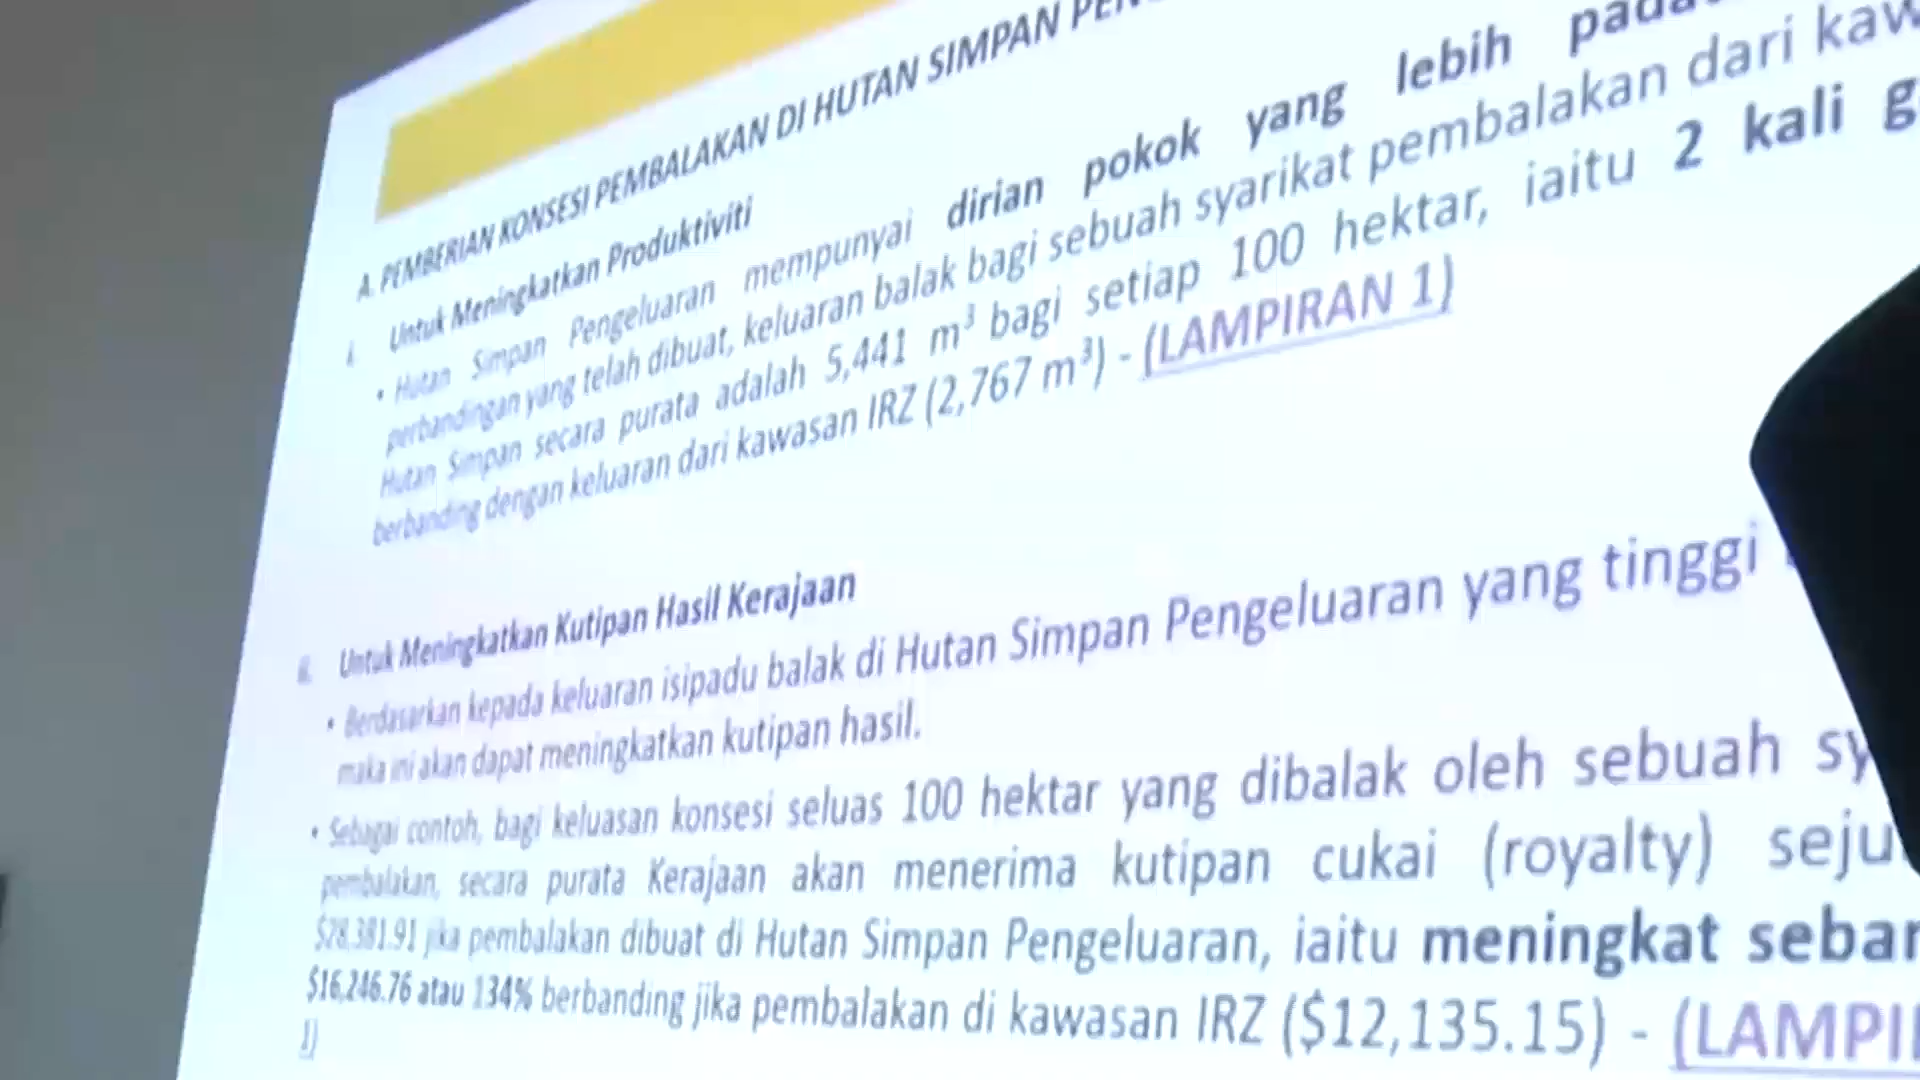 A. PEMBERIAN KONSESI PEMBALAKAN DI HUTAN SIMPAN
i. Untuk Meningkatkan Produktiviti
• Hutan Simpan Pengeluaran mempunyai dirian pokok yang lebih
perbandingan yang telah dibuat, keluaran balak bagi sebuah syarikat pembalakan dari
Hutan Simpan secara purata adalah 5,441 m³ bagi setiap 100 hektar, iaitu 2 kali
berbanding dengan keluaran dari kawasan IRZ (2,767 m³) - (LAMPIRAN 1)
ii. Untuk Meningkatkan Kutipan Hasil Kerajaan
• Berdasarkan kepada keluaran isipadu balak di Hutan Simpan Pengeluaran yang tinggi
maka ini akan dapat meningkatkan kutipan hasil.
• Sebagai contoh, bagi keluasan konsesi seluas 100 hektar yang dibalak oleh sebuah
pembalakan, secara purata Kerajaan akan menerima kutipan cukai (royalty)
$28,381.91 jika pembalakan dibuat di Hutan Simpan Pengeluaran, iaitu meningkat
$16,246.76 atau 134% berbanding jika pembalakan di kawasan IRZ ($12,135.15) -
1)